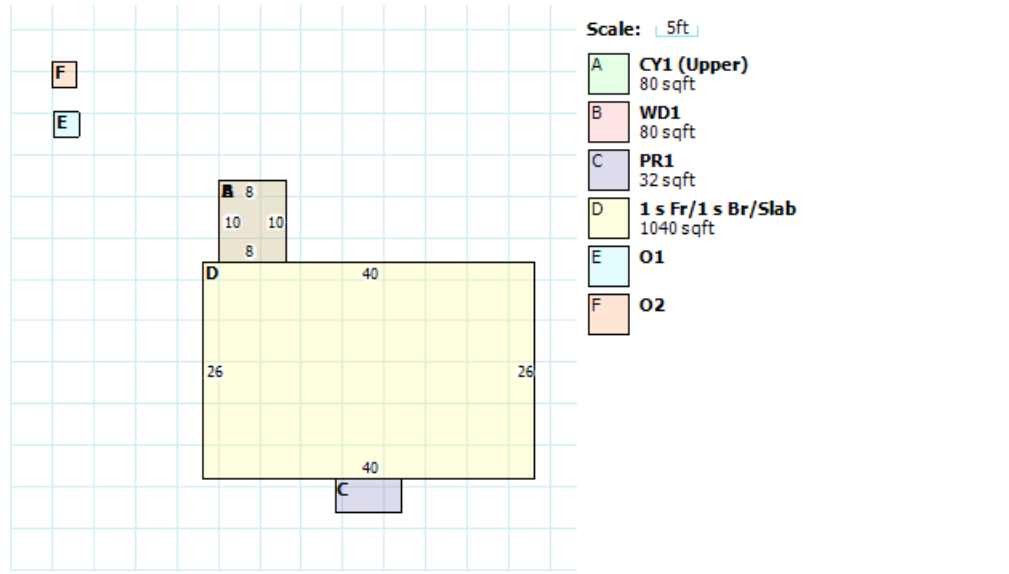 Scale: 5ft
A CY1 (Upper)
80 sqft
B WD1
80 sqft
C PR1
32 sqft
D 1 s Fr/1 s Br/Slab
1040 sqft
E O1
F O2
F
E
8
10 10
8
D 40
26 26
40
C